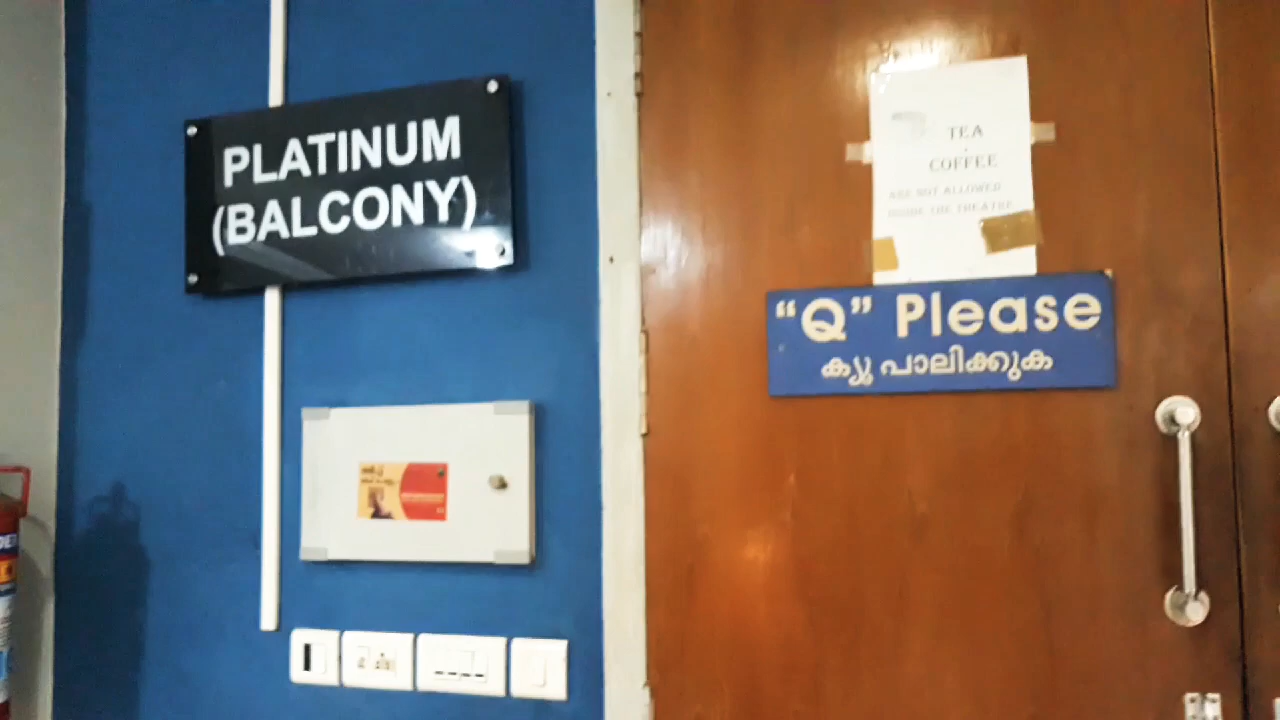 PLATINUM
(BALCONY)
TEA
COFFEE
ARE NOT ALLOWED
INSIDE THE THEATRE
“Q” Please
ക്യു പാലിക്കുക